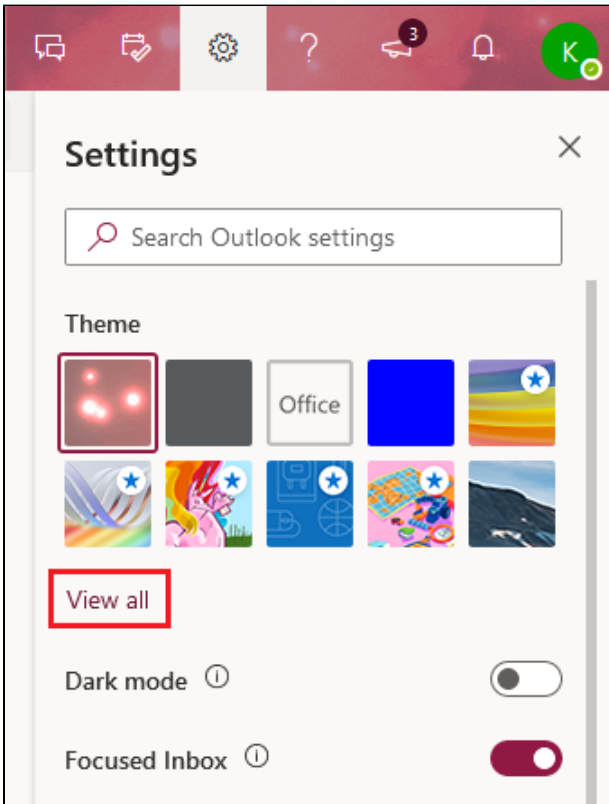 ?
3
K
Settings
Search Outlook settings
Theme
Office
View all
Dark mode
Focused Inbox